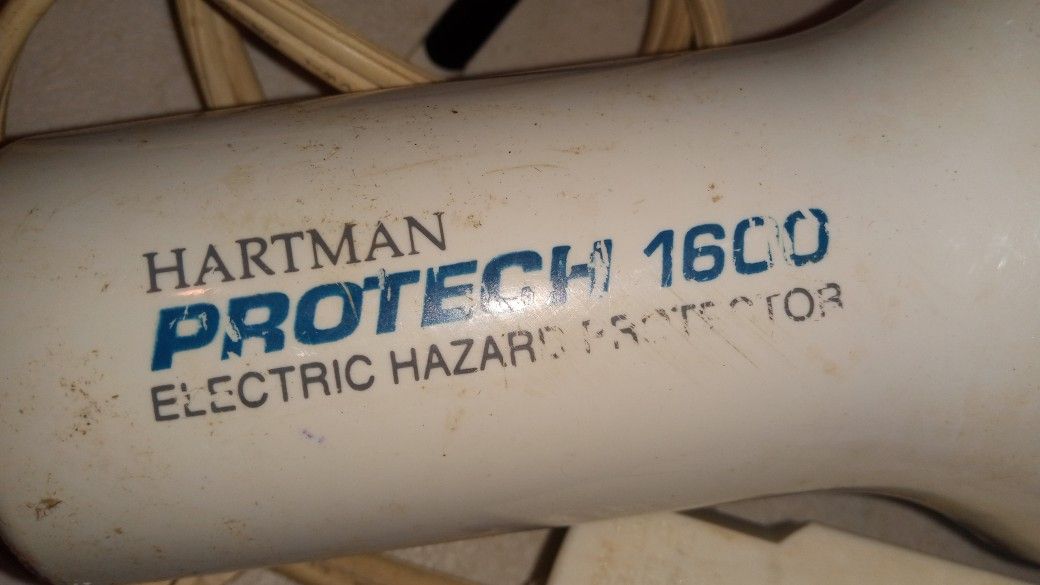 HARTMAN
PROTECH 1600
ELECTRIC HAZARD PROTECTOR